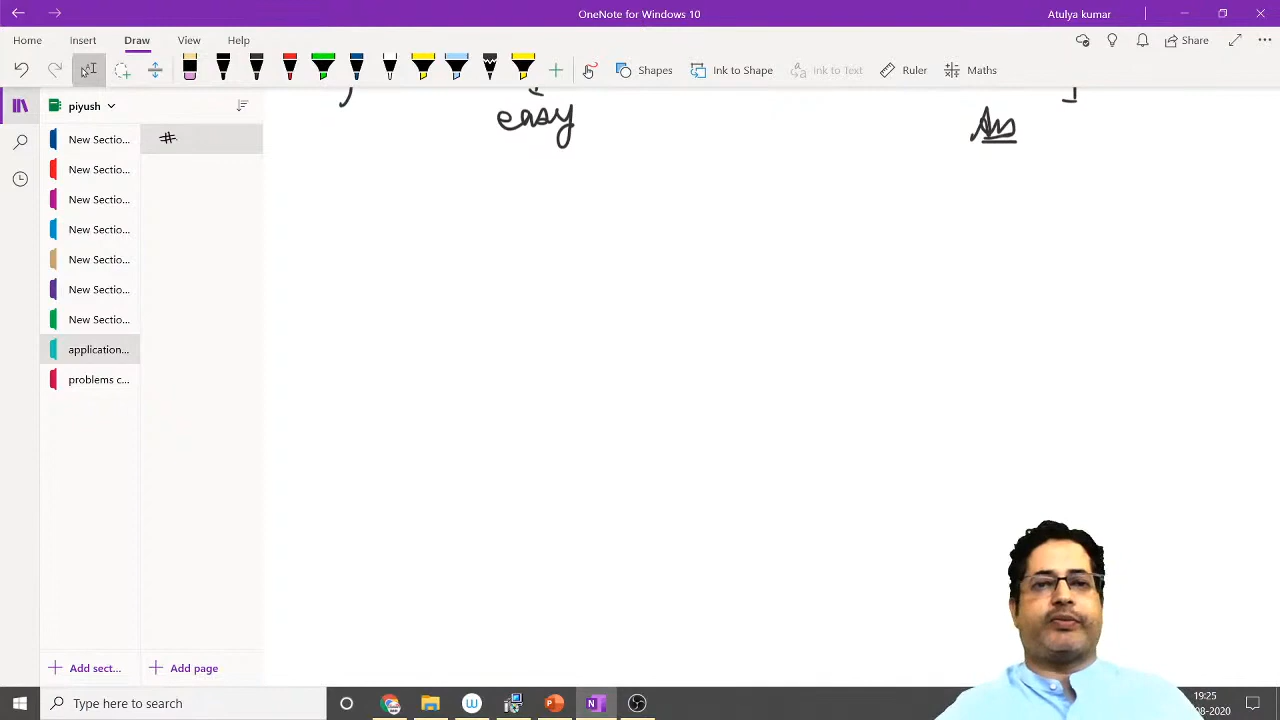 OneNote for Windows 10
Atulya kumar
Home Insert Draw View Help
Share
Shapes Ink to Shape Ink to Text Ruler Maths
piyush
#
New Sectio...
New Sectio...
New Sectio...
New Sectio...
New Sectio...
New Sectio...
New Sectio...
application...
problems c...
easy
Ans
Add sect... Add page
Type here to search
19:25
08-2020